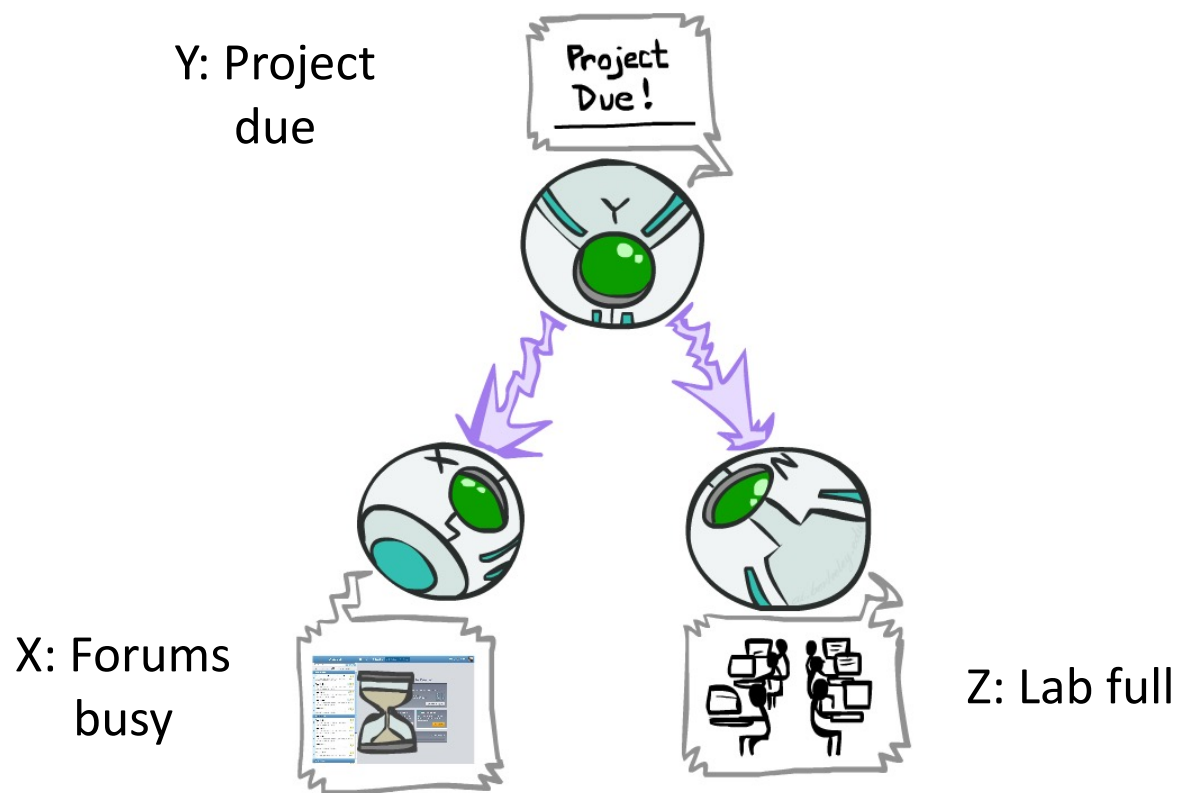 Y: Project
due
Project
Due!
Y
X
Z
X: Forums
busy
Z: Lab full